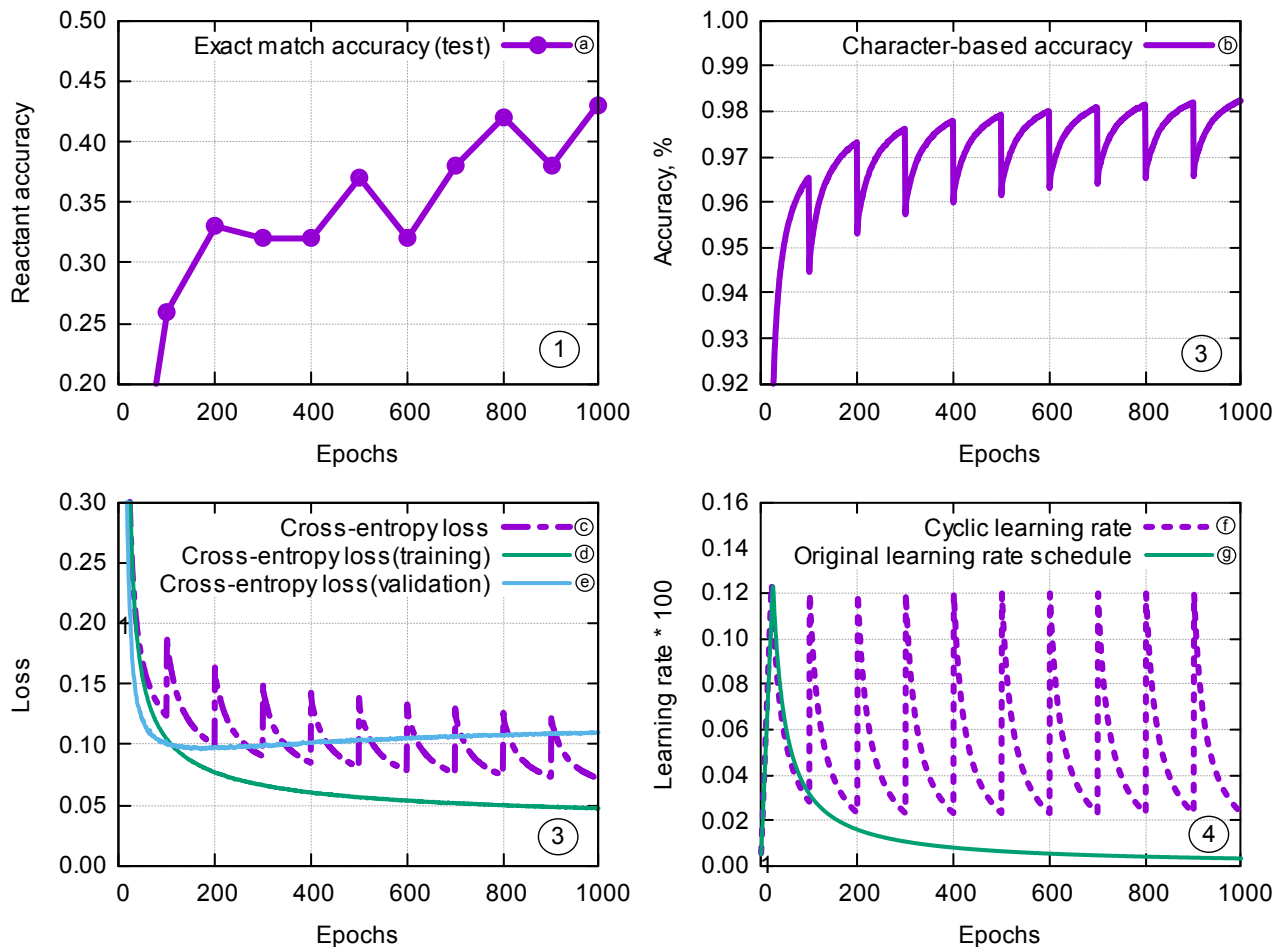 0.50
0.45
0.40
0.35
0.30
0.25
0.20
Reactant accuracy
Exact match accuracy (test) ⓐ
①
0 200 400 600 800 1000
Epochs
1.00
0.99
0.98
0.97
0.96
0.95
0.94
0.93
0.92
Accuracy, %
Character-based accuracy ⓑ
③
0 200 400 600 800 1000
Epochs
0.30
0.25
0.20
0.15
0.10
0.05
0.00
Loss
Cross-entropy loss ⓒ
Cross-entropy loss (training) ⓓ
Cross-entropy loss (validation) ⓔ
③
0 200 400 600 800 1000
Epochs
0.16
0.14
0.12
0.10
0.08
0.06
0.04
0.02
0.00
Learning rate * 100
Cyclic learning rate ⓕ
Original learning rate schedule ⓖ
④
0 200 400 600 800 1000
Epochs